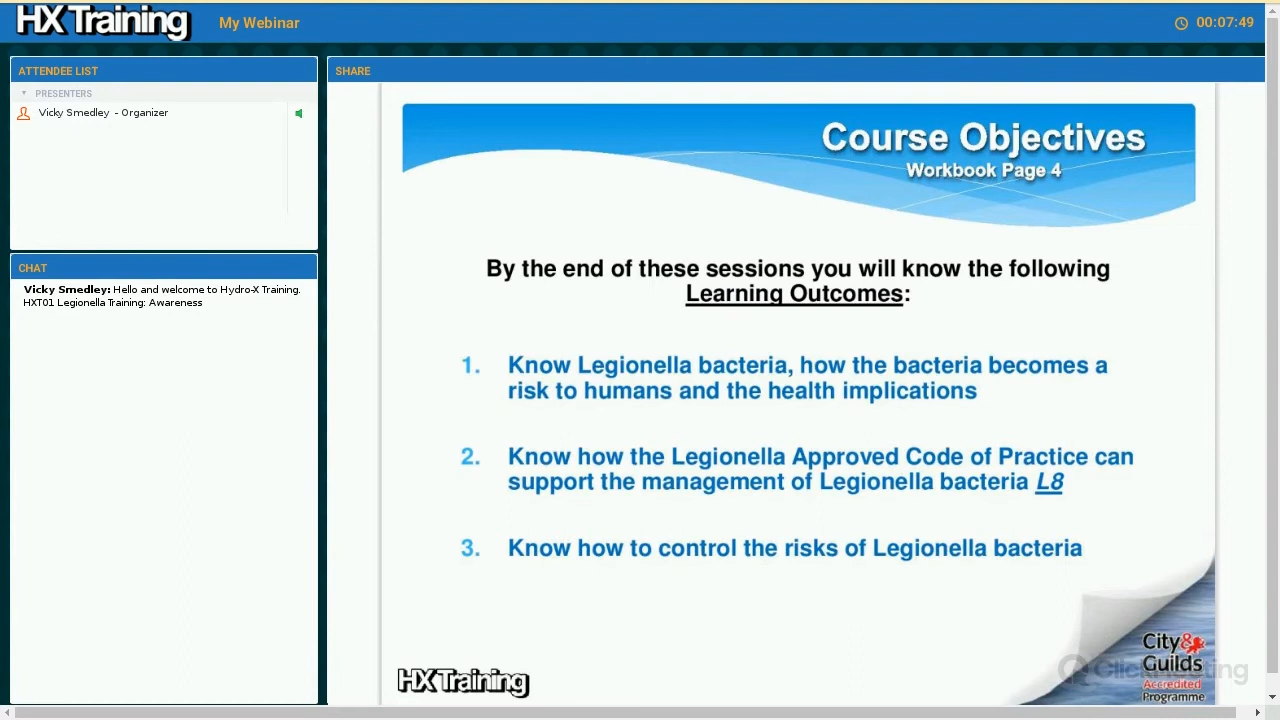 HX Training
My Webinar
00:07:49
ATTENDEE LIST
PRESENTERS
Vicky Smedley - Organizer
CHAT
Vicky Smedley: Hello and welcome to Hydro-X Training.
HXT01 Legionella Training: Awareness
SHARE
Course Objectives
Workbook Page 4
By the end of these sessions you will know the following
Learning Outcomes:
1. Know Legionella bacteria, how the bacteria becomes a
risk to humans and the health implications
2. Know how the Legionella Approved Code of Practice can
support the management of Legionella bacteria L8
3. Know how to control the risks of Legionella bacteria
HX Training
City &
Guilds
Accredited
Programme
ClickMeeting